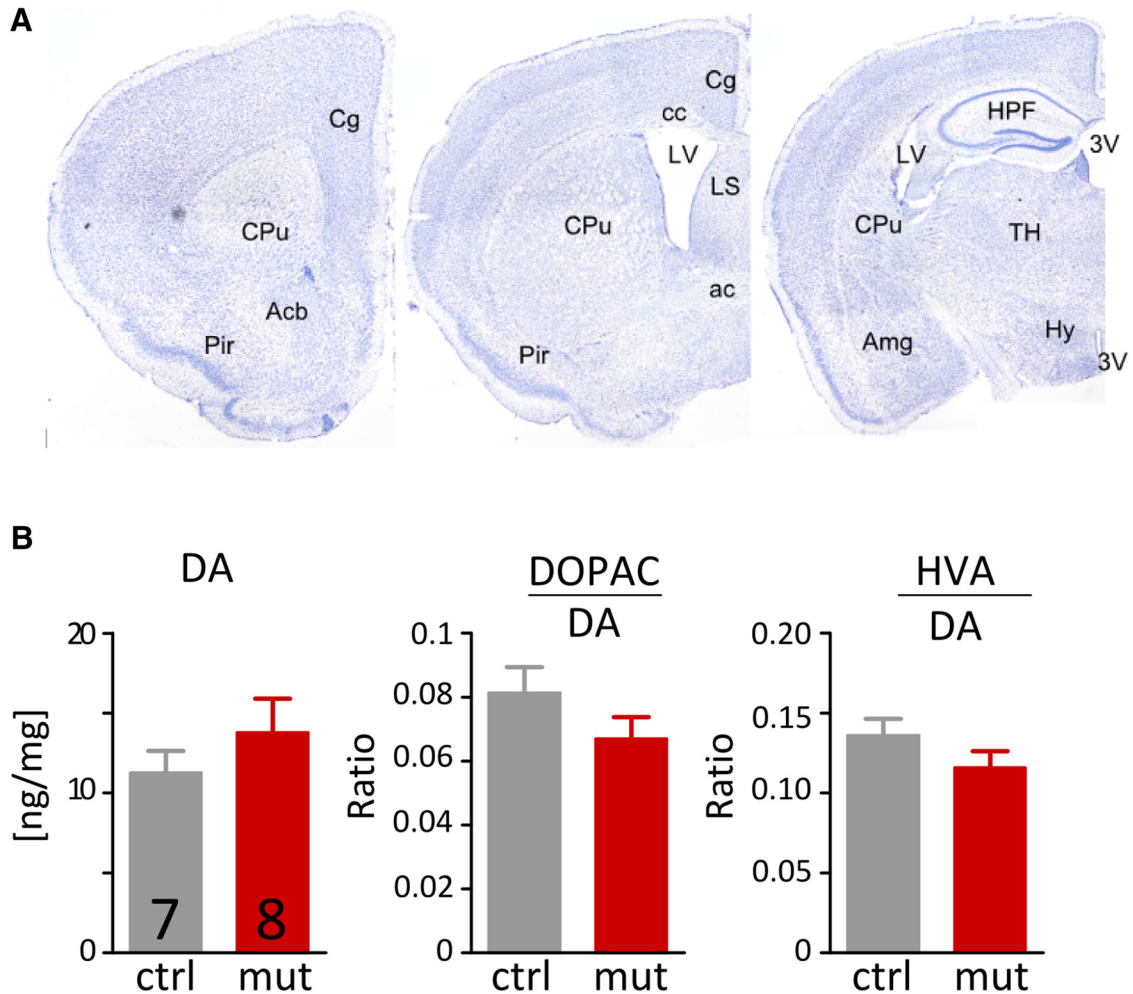 A
Cg
CPu
Acb
Pir
Cg
cc
LV
LS
CPu
ac
Pir
HPF
3V
LV
CPu
TH
Amg
Hy
3V
B
DA
20
10
0
[ng/mg]
7
8
ctrl
mut
DOPAC
DA
0.1
0.08
0.06
0.04
0.02
0
Ratio
ctrl
mut
HVA
DA
0.20
0.15
0.10
0.05
0
Ratio
ctrl
mut